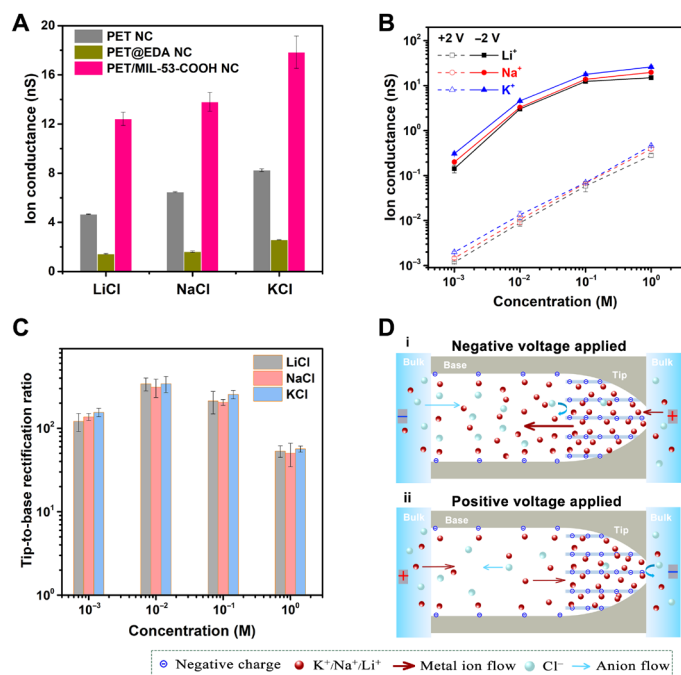 A
PET NC
PET@EDA NC
PET/MIL-53-COOH NC
Ion conductance (nS)
20
16
12
8
4
0
LiCl
NaCl
KCl
B
+2 V
−2 V
Li⁺
Na⁺
K⁺
Ion conductance (nS)
10²
10¹
10⁰
10⁻¹
10⁻²
10⁻³
10⁻³
10⁻²
10⁻¹
10⁰
Concentration (M)
C
LiCl
NaCl
KCl
Tip-to-base rectification ratio
10²
10¹
10⁰
10⁻³
10⁻²
10⁻¹
10⁰
Concentration (M)
D
i
Negative voltage applied
Bulk
Base
Tip
Bulk
−
+
ii
Positive voltage applied
Bulk
Base
Tip
Bulk
+
−
Negative charge
K⁺/Na⁺/Li⁺
Metal ion flow
Cl⁻
Anion flow